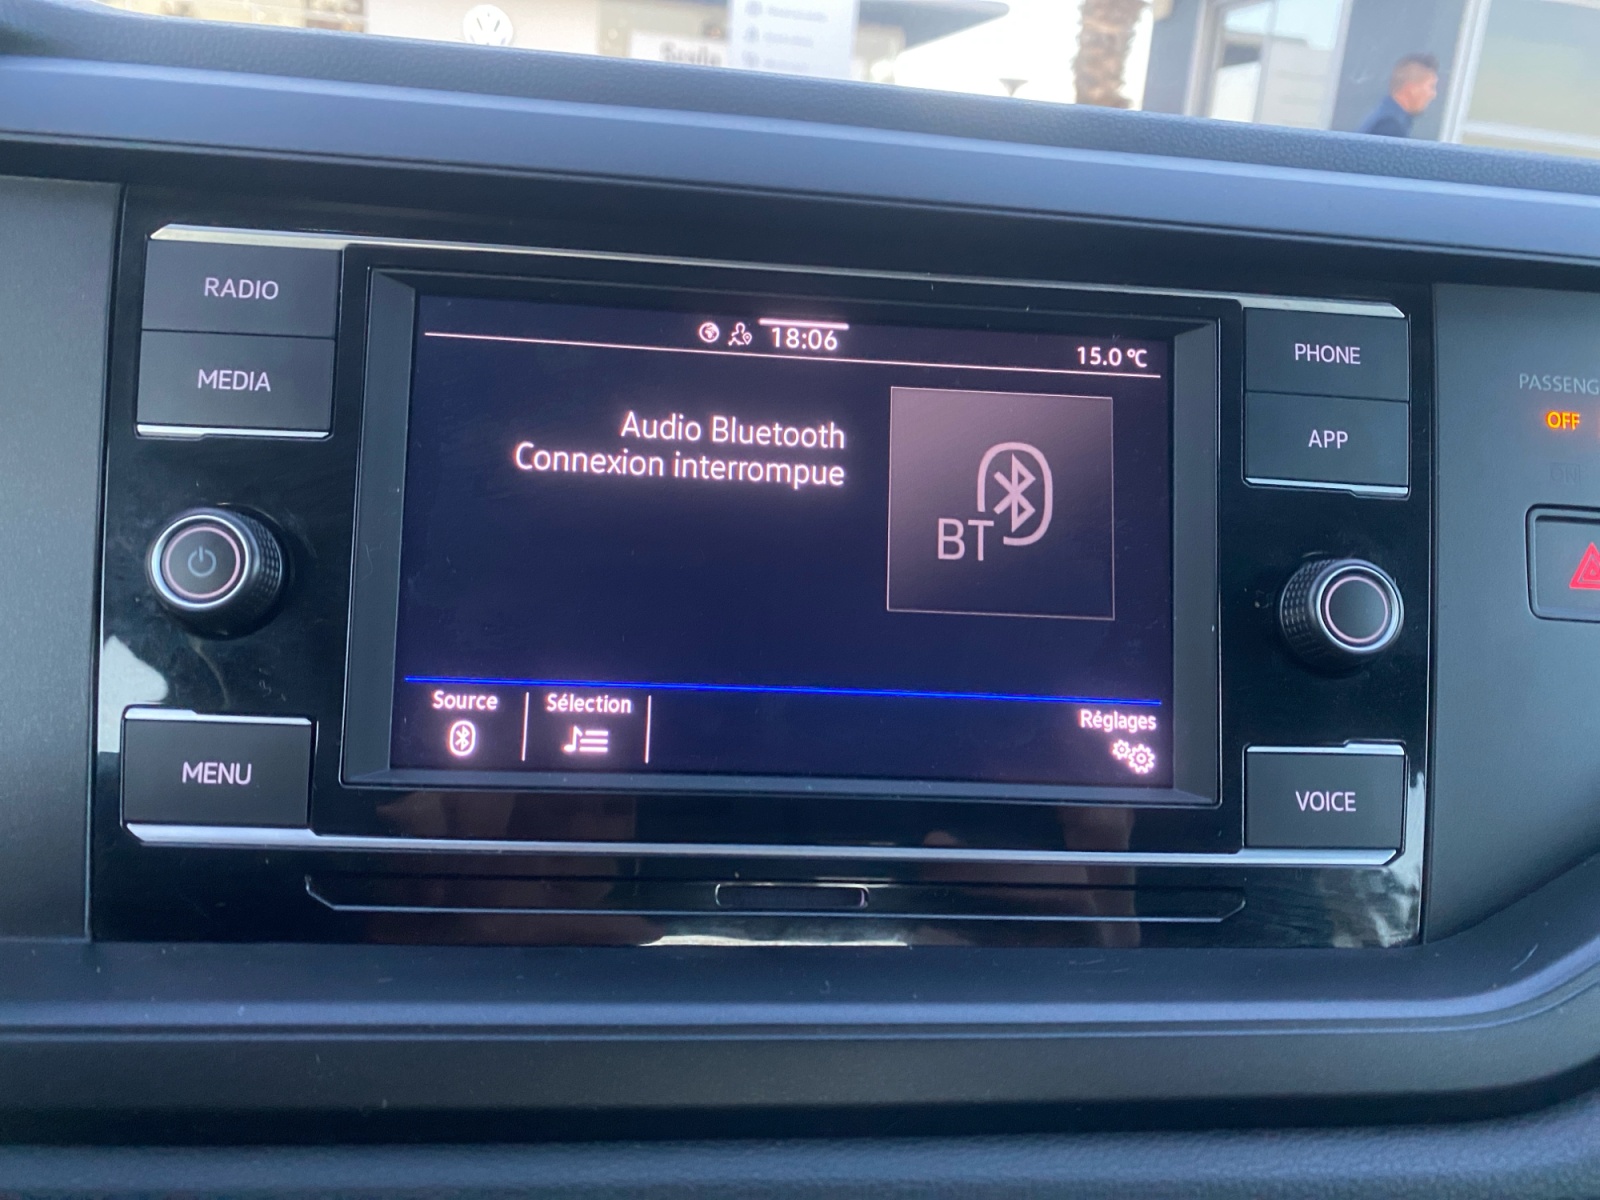 RADIO
MEDIA
MENU
18:06
15.0 °C
Audio Bluetooth
Connexion interrompue
BT
Source
Sélection
Réglages
PHONE
APP
VOICE
PASSENG
OFF